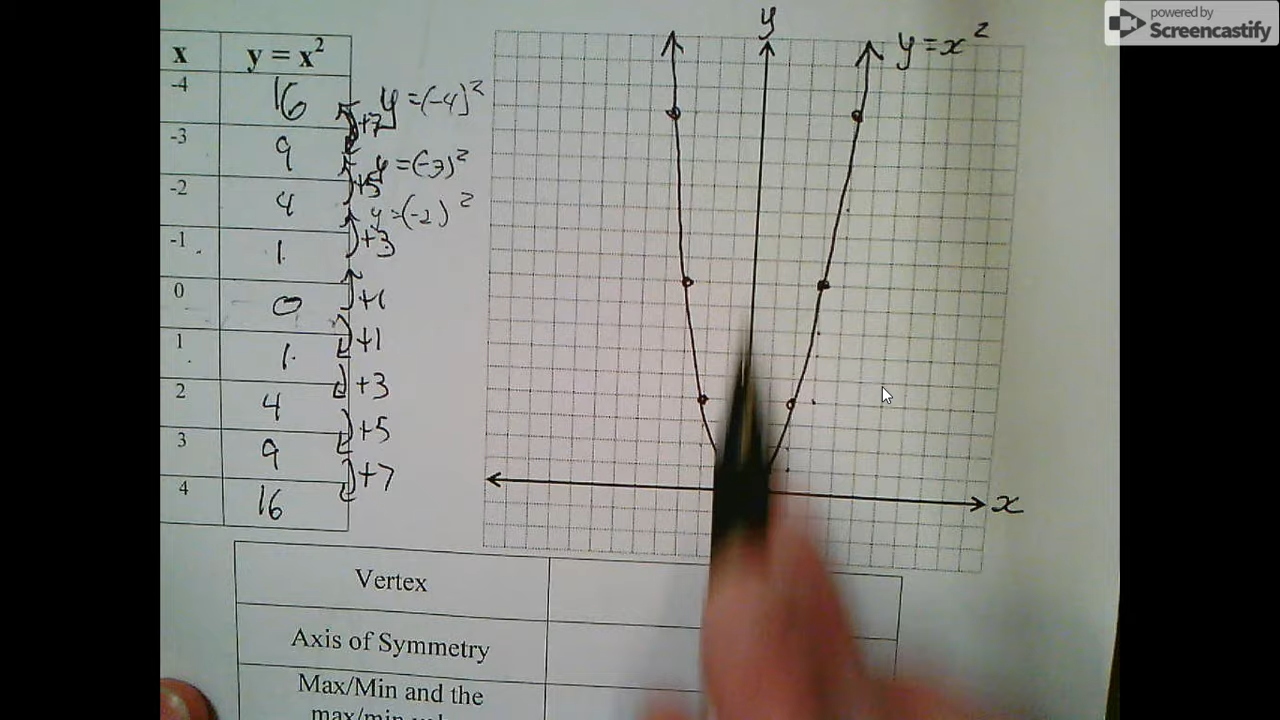 powered by
Screencastify
y
y = x²
x y = x²
-4 16
y = (-4)²
+7
-3 9
y = (-3)²
+5
-2 4
y = (-2)²
+3
-1 1
0 0
+1
1 1
+3
2 4
+5
3 9
+7
4 16
x
Vertex
Axis of Symmetry
Max/Min and the